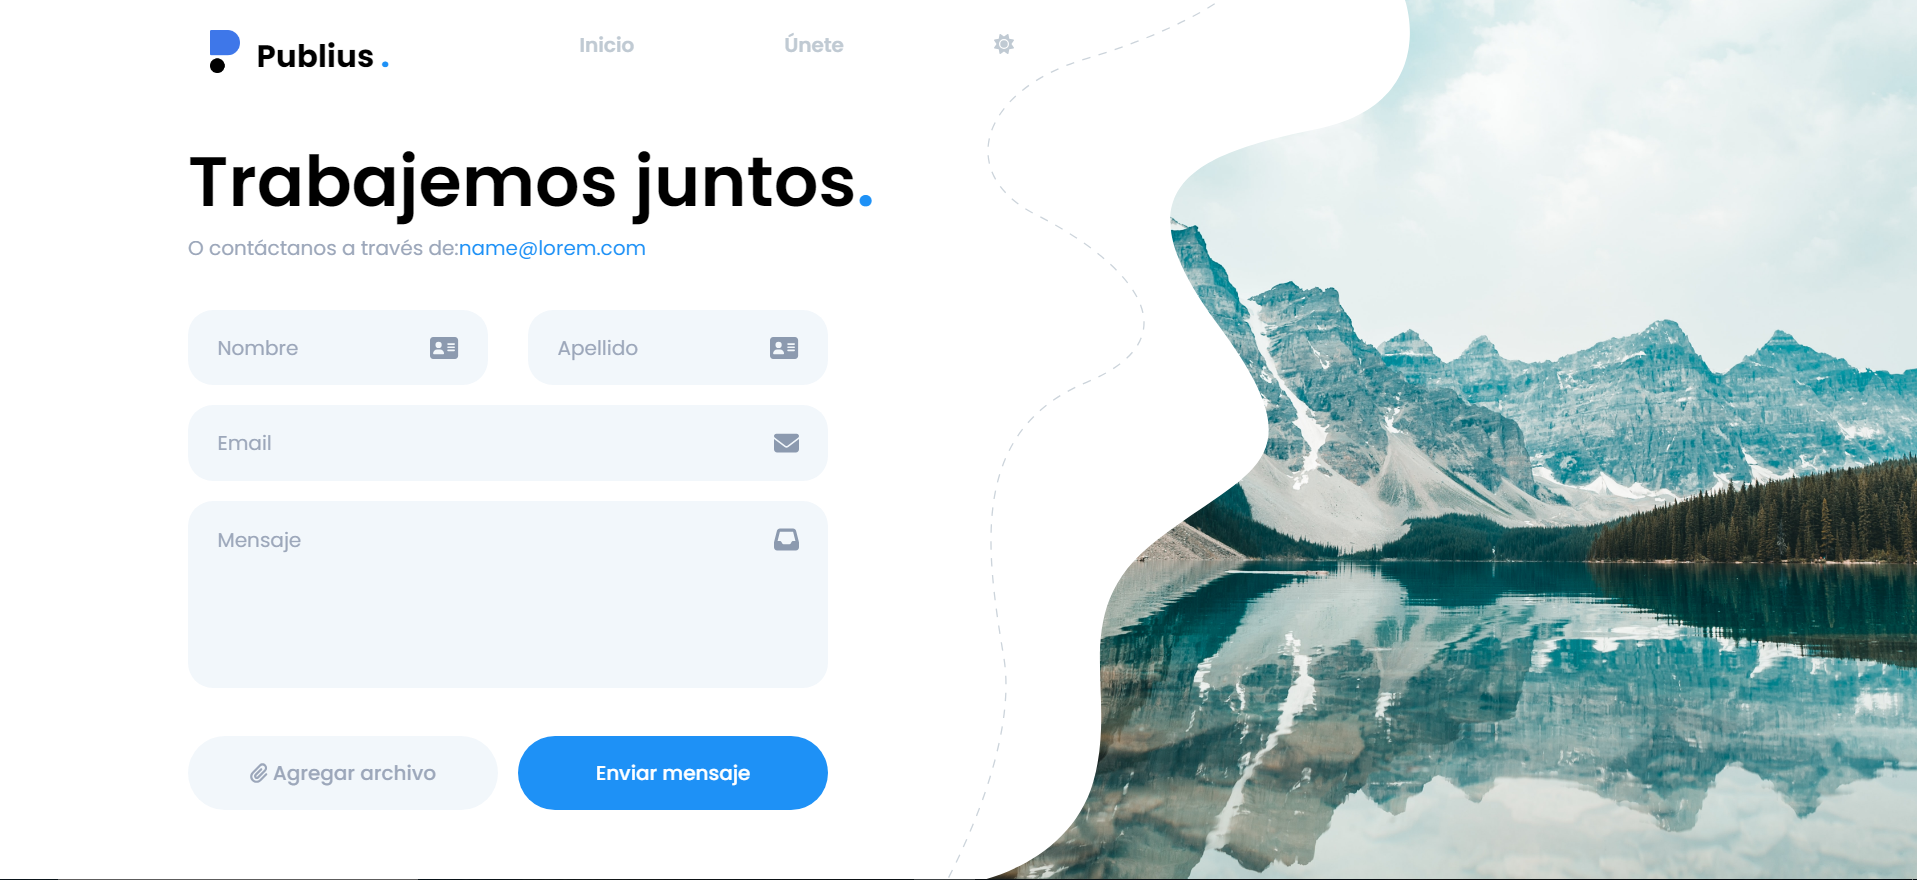 Publius .
Inicio
Únete
Trabajemos juntos.
O contáctanos a través de:name@lorem.com
Nombre
Apellido
Email
Mensaje
Agregar archivo
Enviar mensaje